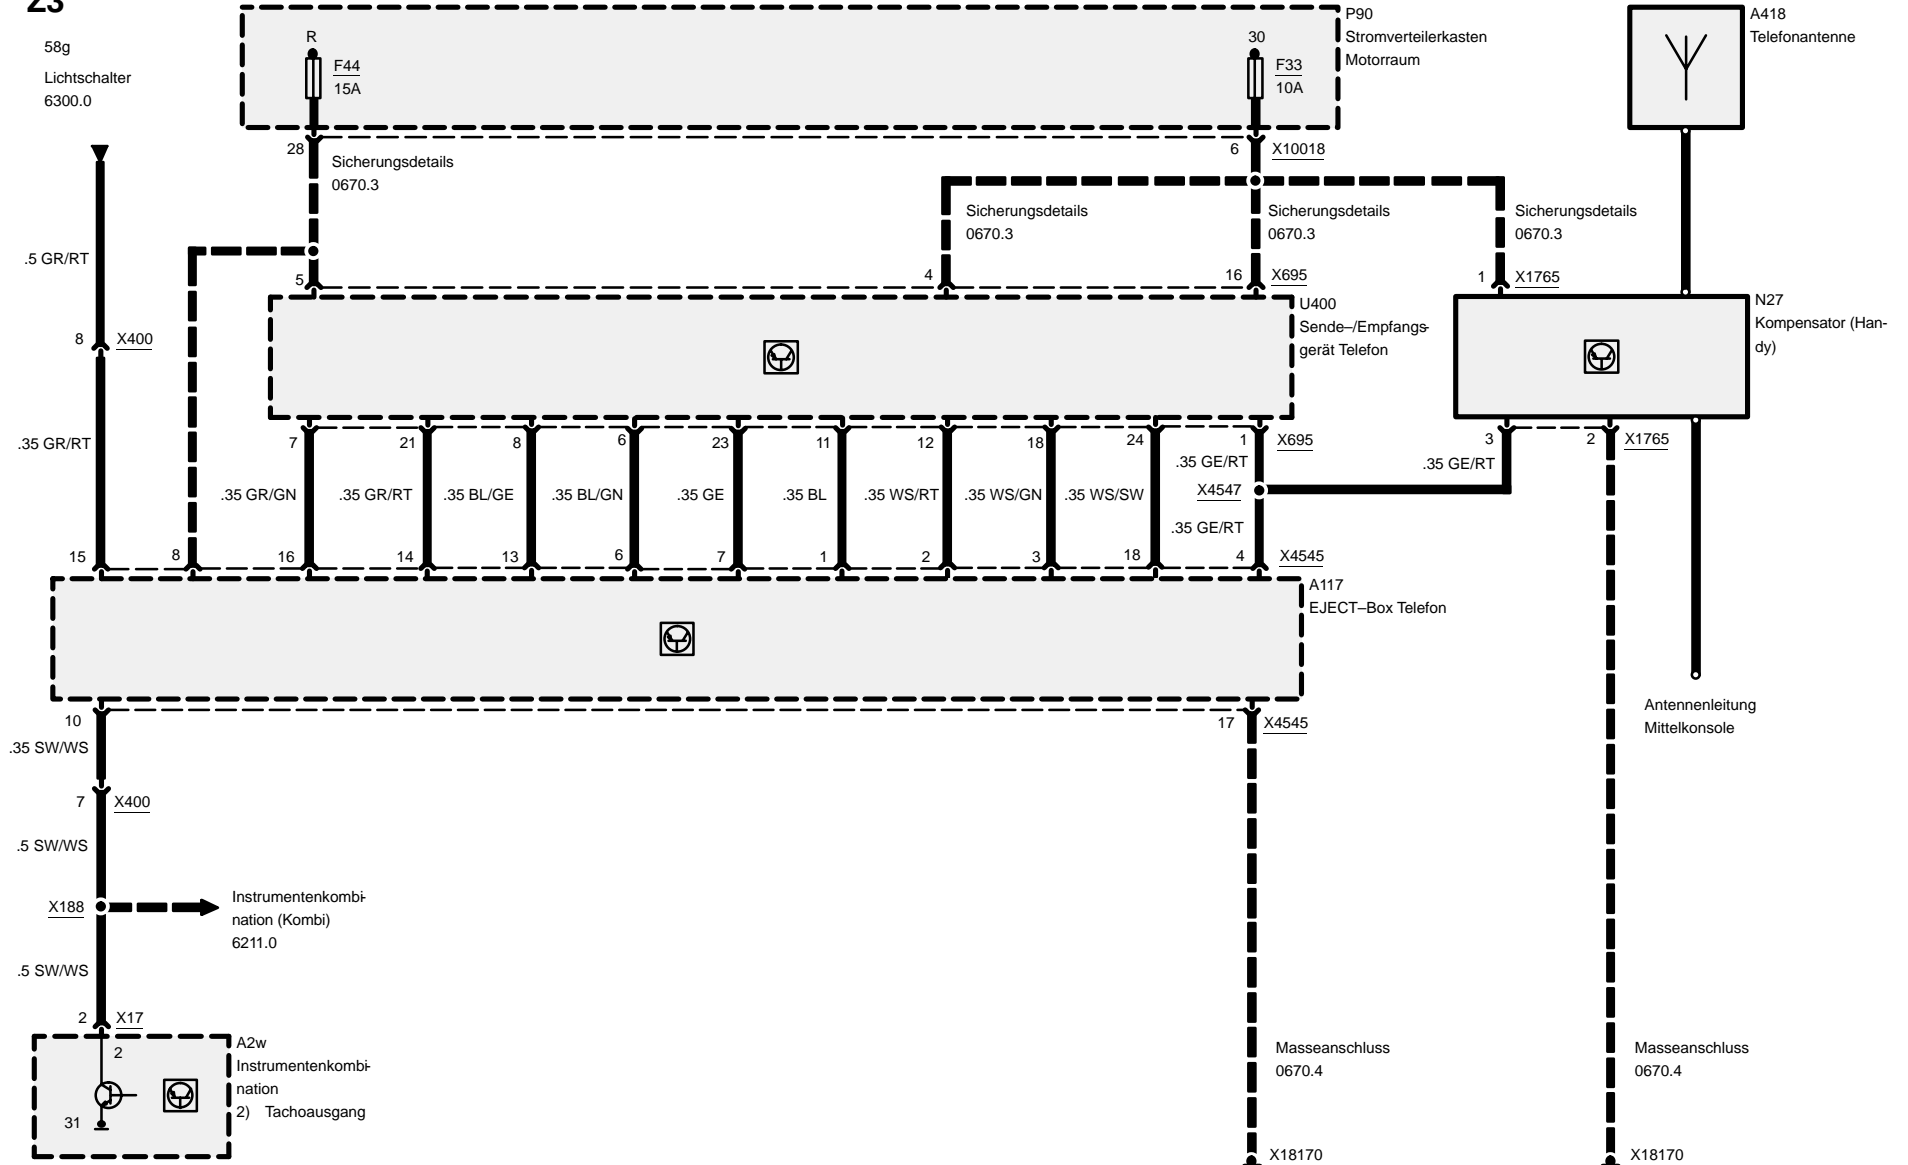 Z3
58g
Lichtschalter
6300.0
R
F44
15A
30
F33
10A
P90
Stromverteilerkasten
Motorraum
A418
Telefonantenne
28
Sicherungsdetails
0670.3
6 X10018
Sicherungsdetails
0670.3
Sicherungsdetails
0670.3
Sicherungsdetails
0670.3
.5 GR/RT
5
4
16 X695
1 X1765
U400
Sende–/Empfangs-
gerät Telefon
N27
Kompensator (Han-
dy)
8 X400
.35 GR/RT
7 21 8 6 23 11 12 18 24 1 X695
3 2 X1765
.35 GE/RT
.35 GE/RT
.35 GR/GN .35 GR/RT .35 BL/GE .35 BL/GN .35 GE .35 BL .35 WS/RT .35 WS/GN .35 WS/SW X4547
.35 GE/RT
15 8 16 14 13 6 7 1 2 3 18 4 X4545
A117
EJECT–Box Telefon
10
17 X4545
.35 SW/WS
Antennenleitung
Mittelkonsole
7 X400
.5 SW/WS
X188
Instrumentenkombi-
nation (Kombi)
6211.0
.5 SW/WS
2 X17
A2w
Instrumentenkombi-
nation
2) Tachoausgang
2
31
Masseanschluss
0670.4
Masseanschluss
0670.4
X18170
X18170